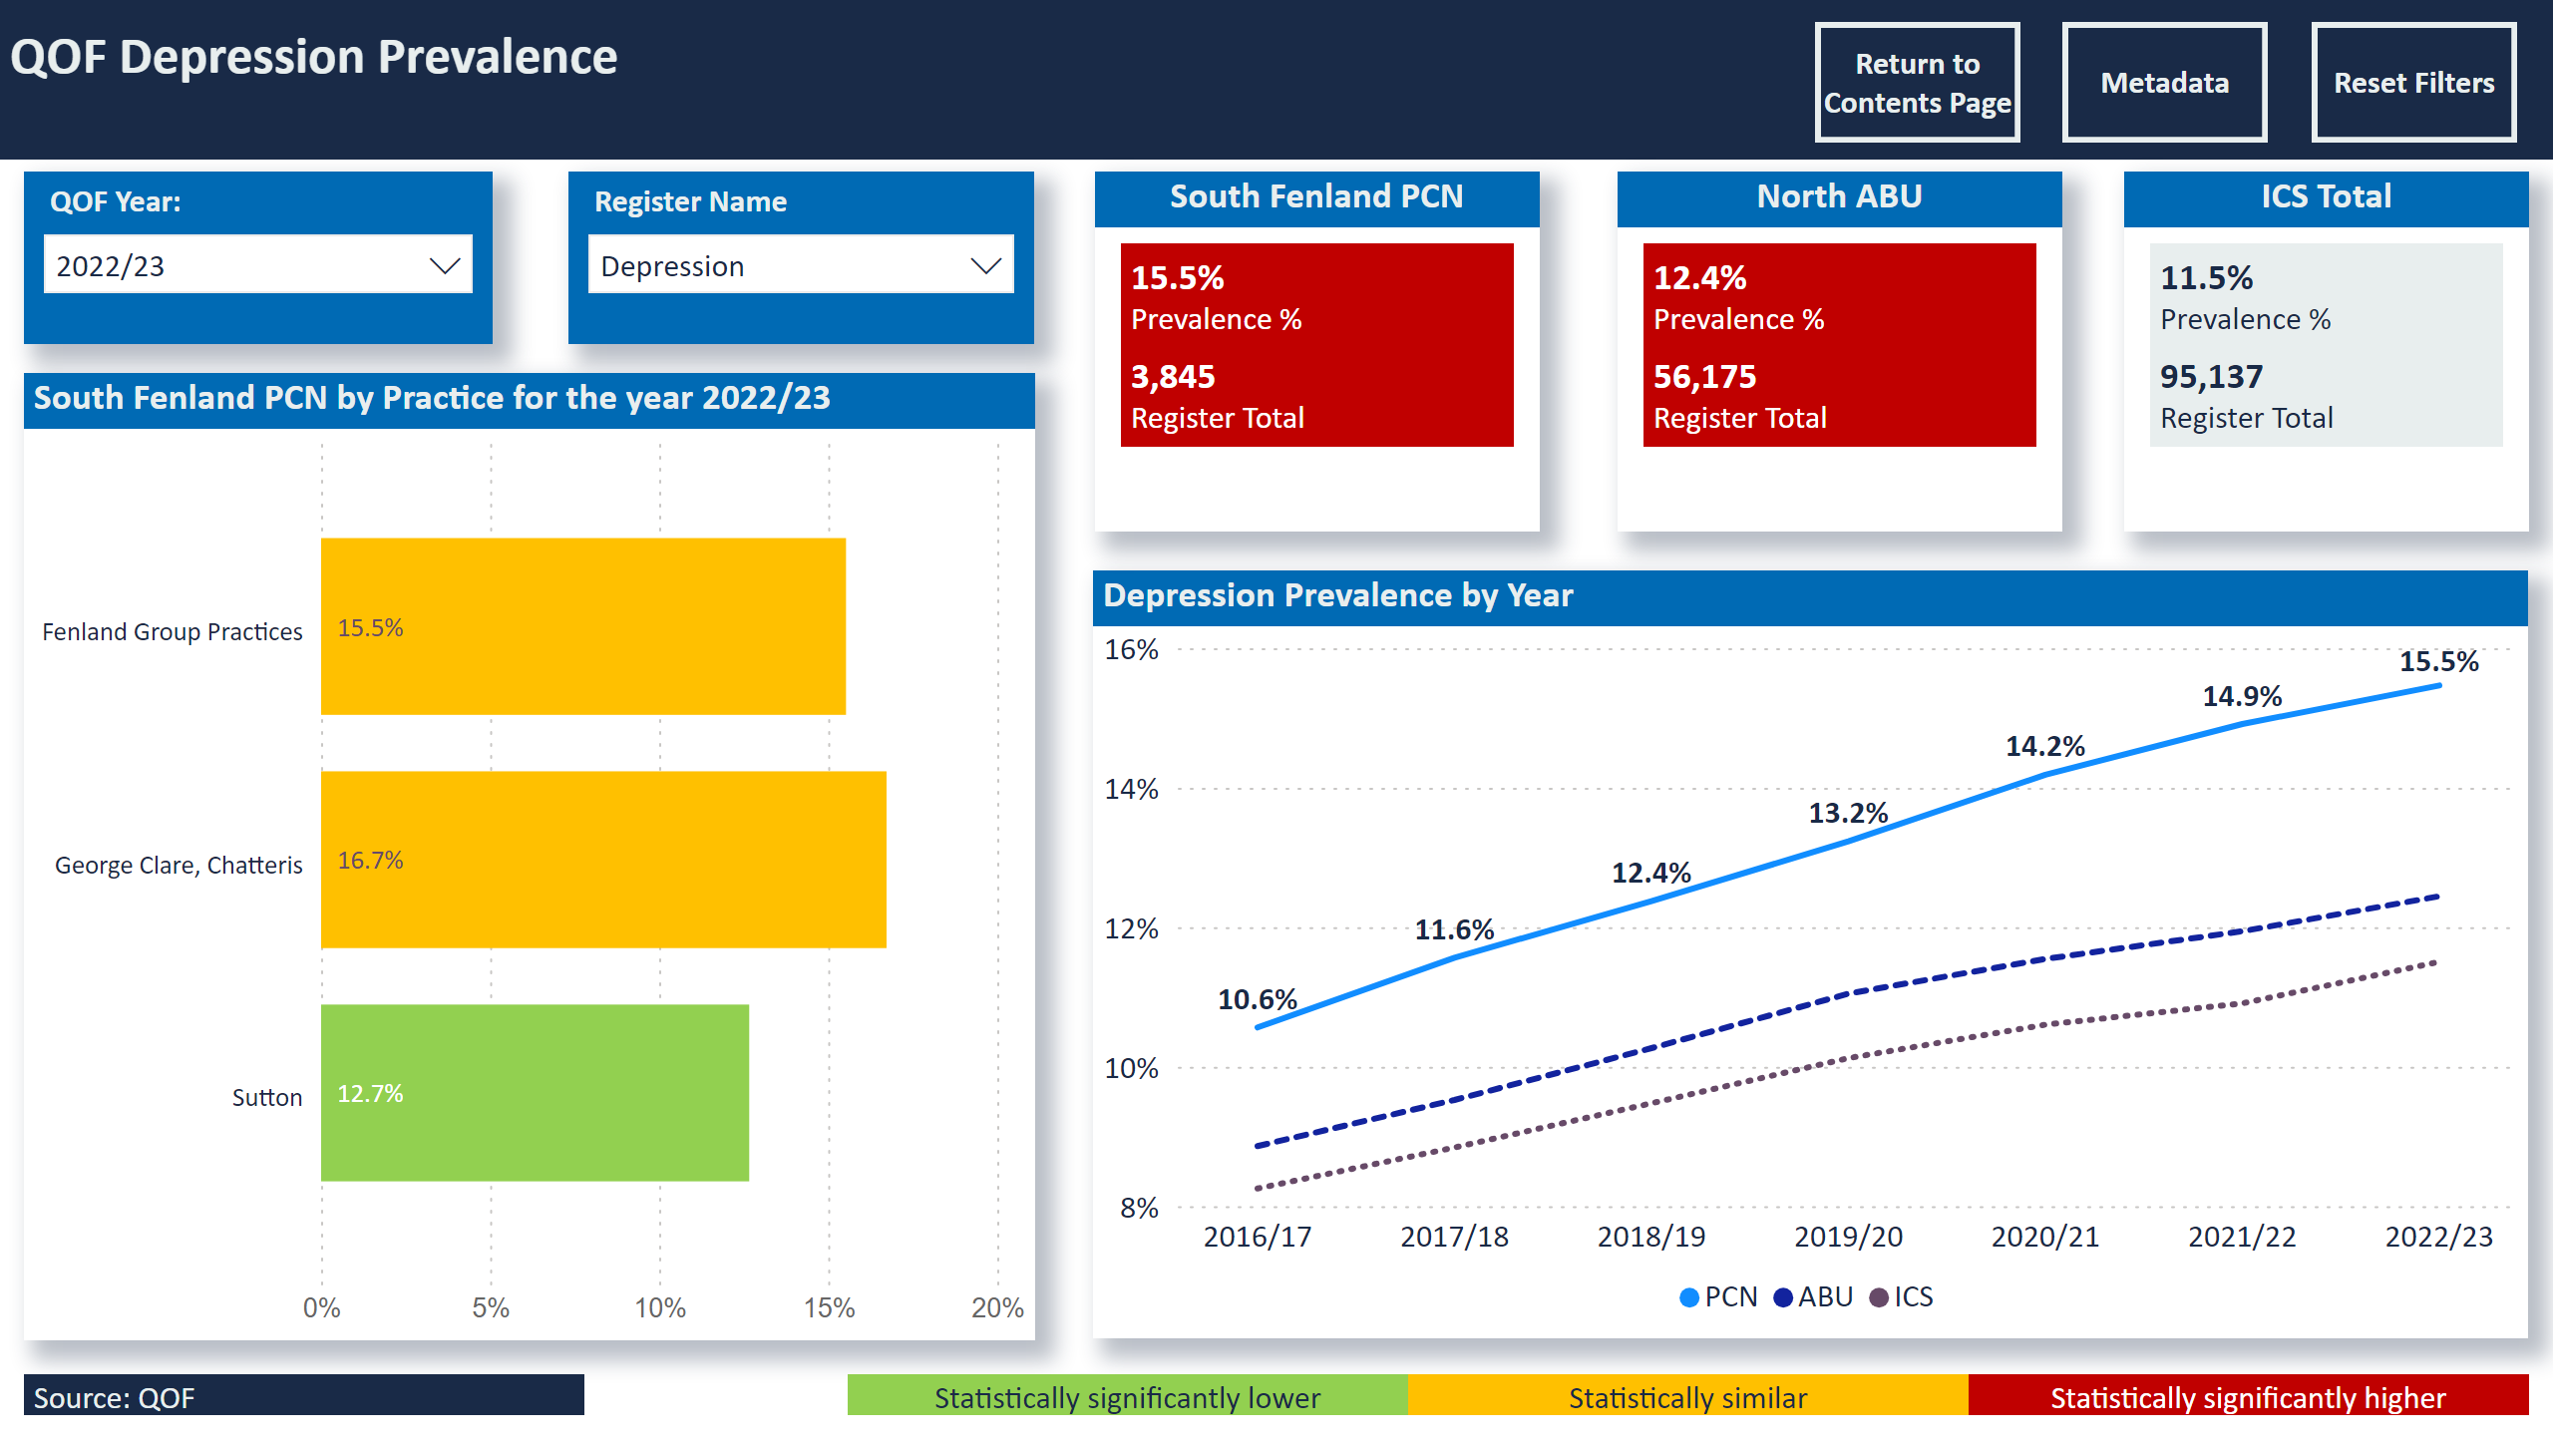 QOF Depression Prevalence
Return to
Contents Page
Metadata
Reset Filters
QOF Year:
2022/23
Register Name
Depression
South Fenland PCN
15.5%
Prevalence %
3,845
Register Total
North ABU
12.4%
Prevalence %
56,175
Register Total
ICS Total
11.5%
Prevalence %
95,137
Register Total
South Fenland PCN by Practice for the year 2022/23
Fenland Group Practices
15.5%
George Clare, Chatteris
16.7%
Sutton
12.7%
0% 5% 10% 15% 20%
Depression Prevalence by Year
16%
14%
12%
10%
8%
10.6%
11.6%
12.4%
13.2%
14.2%
14.9%
15.5%
2016/17 2017/18 2018/19 2019/20 2020/21 2021/22 2022/23
PCN ABU ICS
Source: QOF
Statistically significantly lower
Statistically similar
Statistically significantly higher